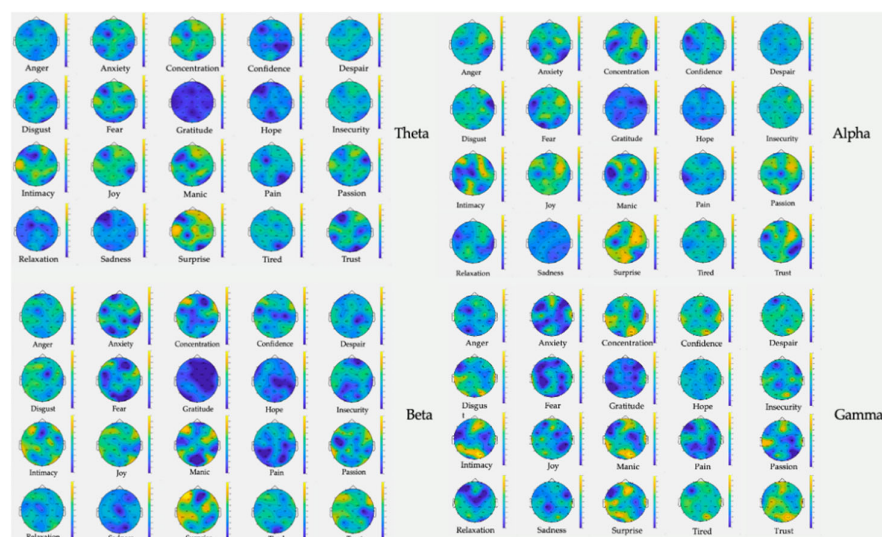 Anger Anxiety Concentration Confidence Despair
Disgust Fear Gratitude Hope Insecurity
Theta
Intimacy Joy Manic Pain Passion
Relaxation Sadness Surprise Tired Trust
Anger Anxiety Concentration Confidence Despair
Disgust Fear Gratitude Hope Insecurity
Alpha
Intimacy Joy Manic Pain Passion
Relaxation Sadness Surprise Tired Trust
Anger Anxiety Concentration Confidence Despair
Disgust Fear Gratitude Hope Insecurity
Beta
Intimacy Joy Manic Pain Passion
Relaxation Sadness Surprise
Anger Anxiety Concentration Confidence Despair
Disgus
t
Fear Gratitude Hope Insecurity
Gamma
Intimacy Joy Manic Pain Passion
Relaxation Sadness Surprise Tired Trust